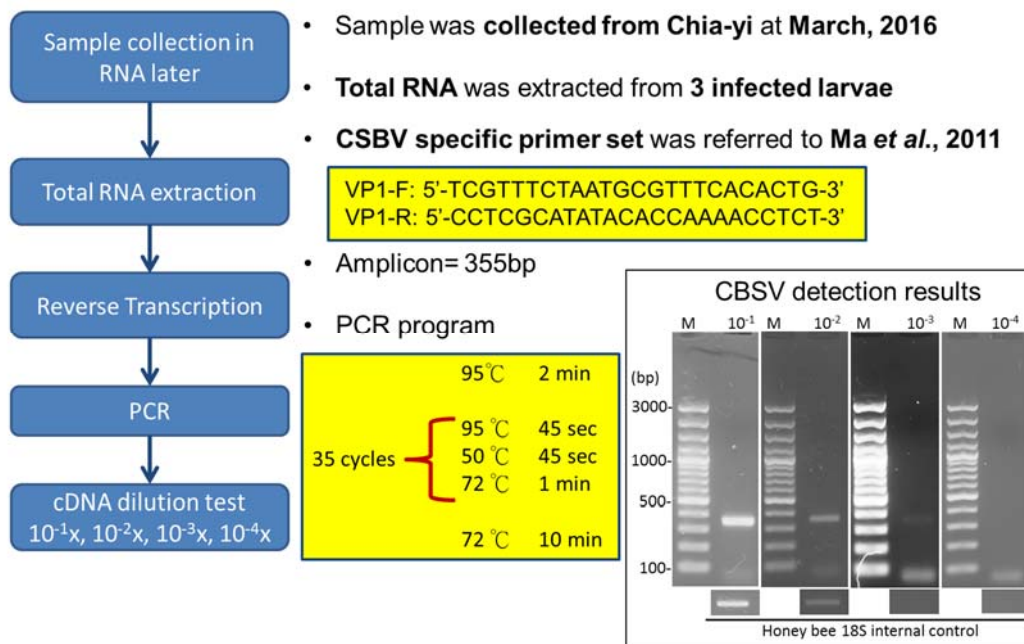 Sample collection in
RNA later
Total RNA extraction
Reverse Transcription
PCR
cDNA dilution test
10⁻¹x, 10⁻²x, 10⁻³x, 10⁻⁴x
• Sample was collected from Chia-yi at March, 2016
• Total RNA was extracted from 3 infected larvae
• CSBV specific primer set was referred to Ma et al., 2011
VP1-F: 5’-TCGTTTCTAATGCGTTTCACACTG-3’
VP1-R: 5’-CCTCGCATATACACCAAAACCTCT-3’
• Amplicon= 355bp
• PCR program
95℃ 2 min
95 ℃ 45 sec
35 cycles 50 ℃ 45 sec
72 ℃ 1 min
72 ℃ 10 min
CBSV detection results
M 10⁻¹ M 10⁻² M 10⁻³ M 10⁻⁴
(bp)
3000-
1000-
500-
100-
Honey bee 18S internal control